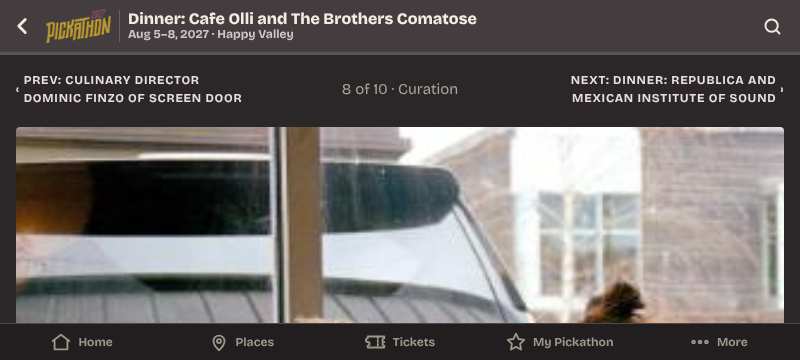 PICKATHON
Dinner: Cafe Olli and The Brothers Comatose
Aug 5–8, 2027 · Happy Valley
‹ PREV: CULINARY DIRECTOR
DOMINIC FINZO OF SCREEN DOOR
8 of 10 · Curation
NEXT: DINNER: REPUBLICA AND ›
MEXICAN INSTITUTE OF SOUND
Home
Places
Tickets
My Pickathon
More